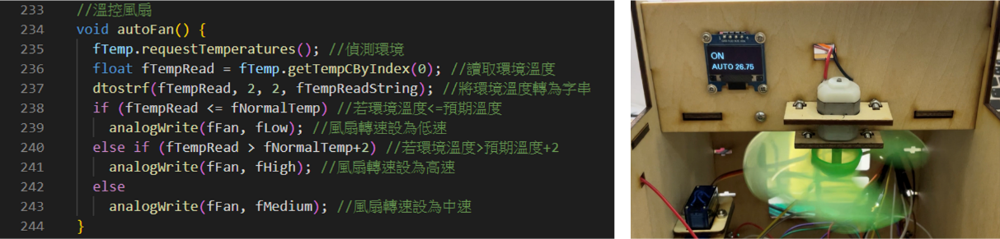 233 //溫控風扇
234 void autoFan() {
235 fTemp.requestTemperatures(); //偵測環境
236 float fTempRead = fTemp.getTempCByIndex(0); //讀取環境溫度
237 dtostrf(fTempRead, 2, 2, fTempReadString); //將環境溫度轉為字串
238 if (fTempRead <= fNormalTemp) //若環境溫度<=預期溫度
239 analogWrite(fFan, fLow); //風扇轉速設為低速
240 else if (fTempRead > fNormalTemp+2) //若環境溫度>預期溫度+2
241 analogWrite(fFan, fHigh); //風扇轉速設為高速
242 else
243 analogWrite(fFan, fMedium); //風扇轉速設為中速
244 }
ON
AUTO 26.75